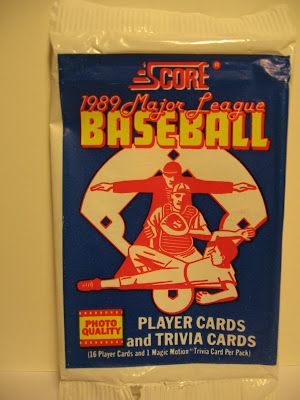 SCORE®
1989 Major League
BASEBALL
PHOTO
QUALITY
PLAYER CARDS
and TRIVIA CARDS
(16 Player Cards and 1 Magic Motion™ Trivia Card Per Pack)